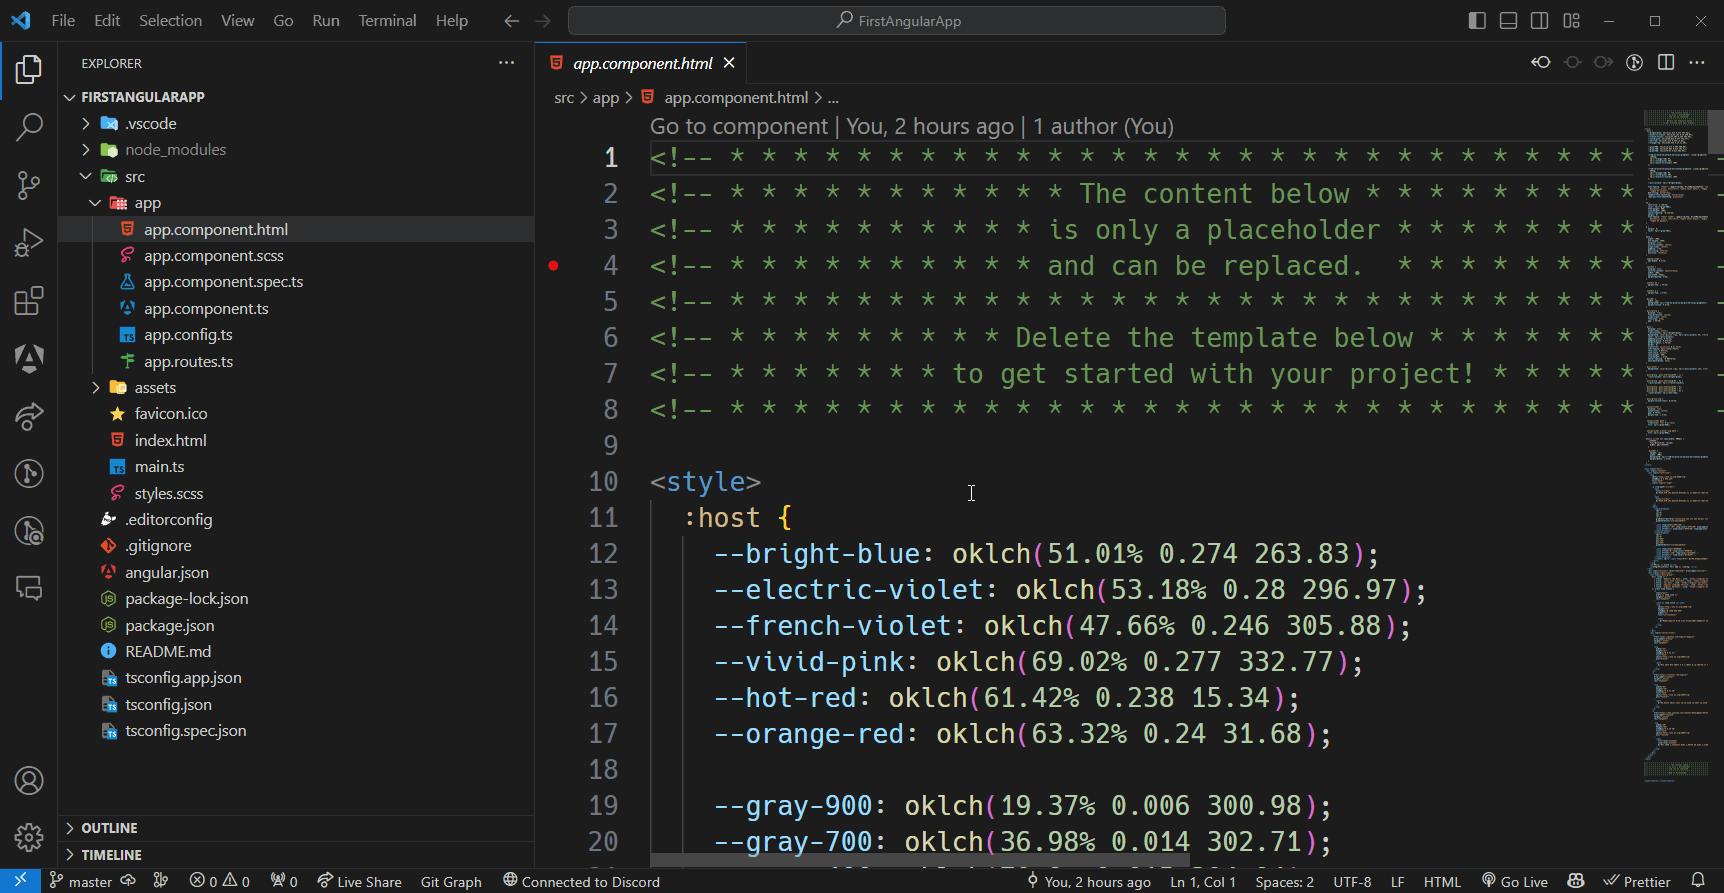 File Edit Selection View Go Run Terminal Help
FirstAngularApp
EXPLORER
FIRSTANGULARAPP
.vscode
node_modules
src
app
app.component.html
app.component.scss
app.component.spec.ts
app.component.ts
app.config.ts
app.routes.ts
assets
favicon.ico
index.html
main.ts
styles.scss
.editorconfig
.gitignore
angular.json
package-lock.json
package.json
README.md
tsconfig.app.json
tsconfig.json
tsconfig.spec.json
OUTLINE
TIMELINE
app.component.html
src > app > app.component.html > ...
Go to component | You, 2 hours ago | 1 author (You)
1 <!-- * * * * * * * * * * * * * * * * * * * * * * * * * * * * *
2 <!-- * * * * * * * * * * * The content below * * * * * * * * *
3 <!-- * * * * * * * * * * is only a placeholder * * * * * * * *
4 <!-- * * * * * * * * * * and can be replaced. * * * * * * * *
5 <!-- * * * * * * * * * * * * * * * * * * * * * * * * * * * * *
6 <!-- * * * * * * * * * Delete the template below * * * * * * *
7 <!-- * * * * * * * to get started with your project! * * * * *
8 <!-- * * * * * * * * * * * * * * * * * * * * * * * * * * * * *
9
10 <style>
11 :host {
12 --bright-blue: oklch(51.01% 0.274 263.83);
13 --electric-violet: oklch(53.18% 0.28 296.97);
14 --french-violet: oklch(47.66% 0.246 305.88);
15 --vivid-pink: oklch(69.02% 0.277 332.77);
16 --hot-red: oklch(61.42% 0.238 15.34);
17 --orange-red: oklch(63.32% 0.24 31.68);
18
19 --gray-900: oklch(19.37% 0.006 300.98);
20 --gray-700: oklch(36.98% 0.014 302.71);
master 0 0 0 Live Share Git Graph Connected to Discord You, 2 hours ago Ln 1, Col 1 Spaces: 2 UTF-8 LF HTML Go Live Prettier